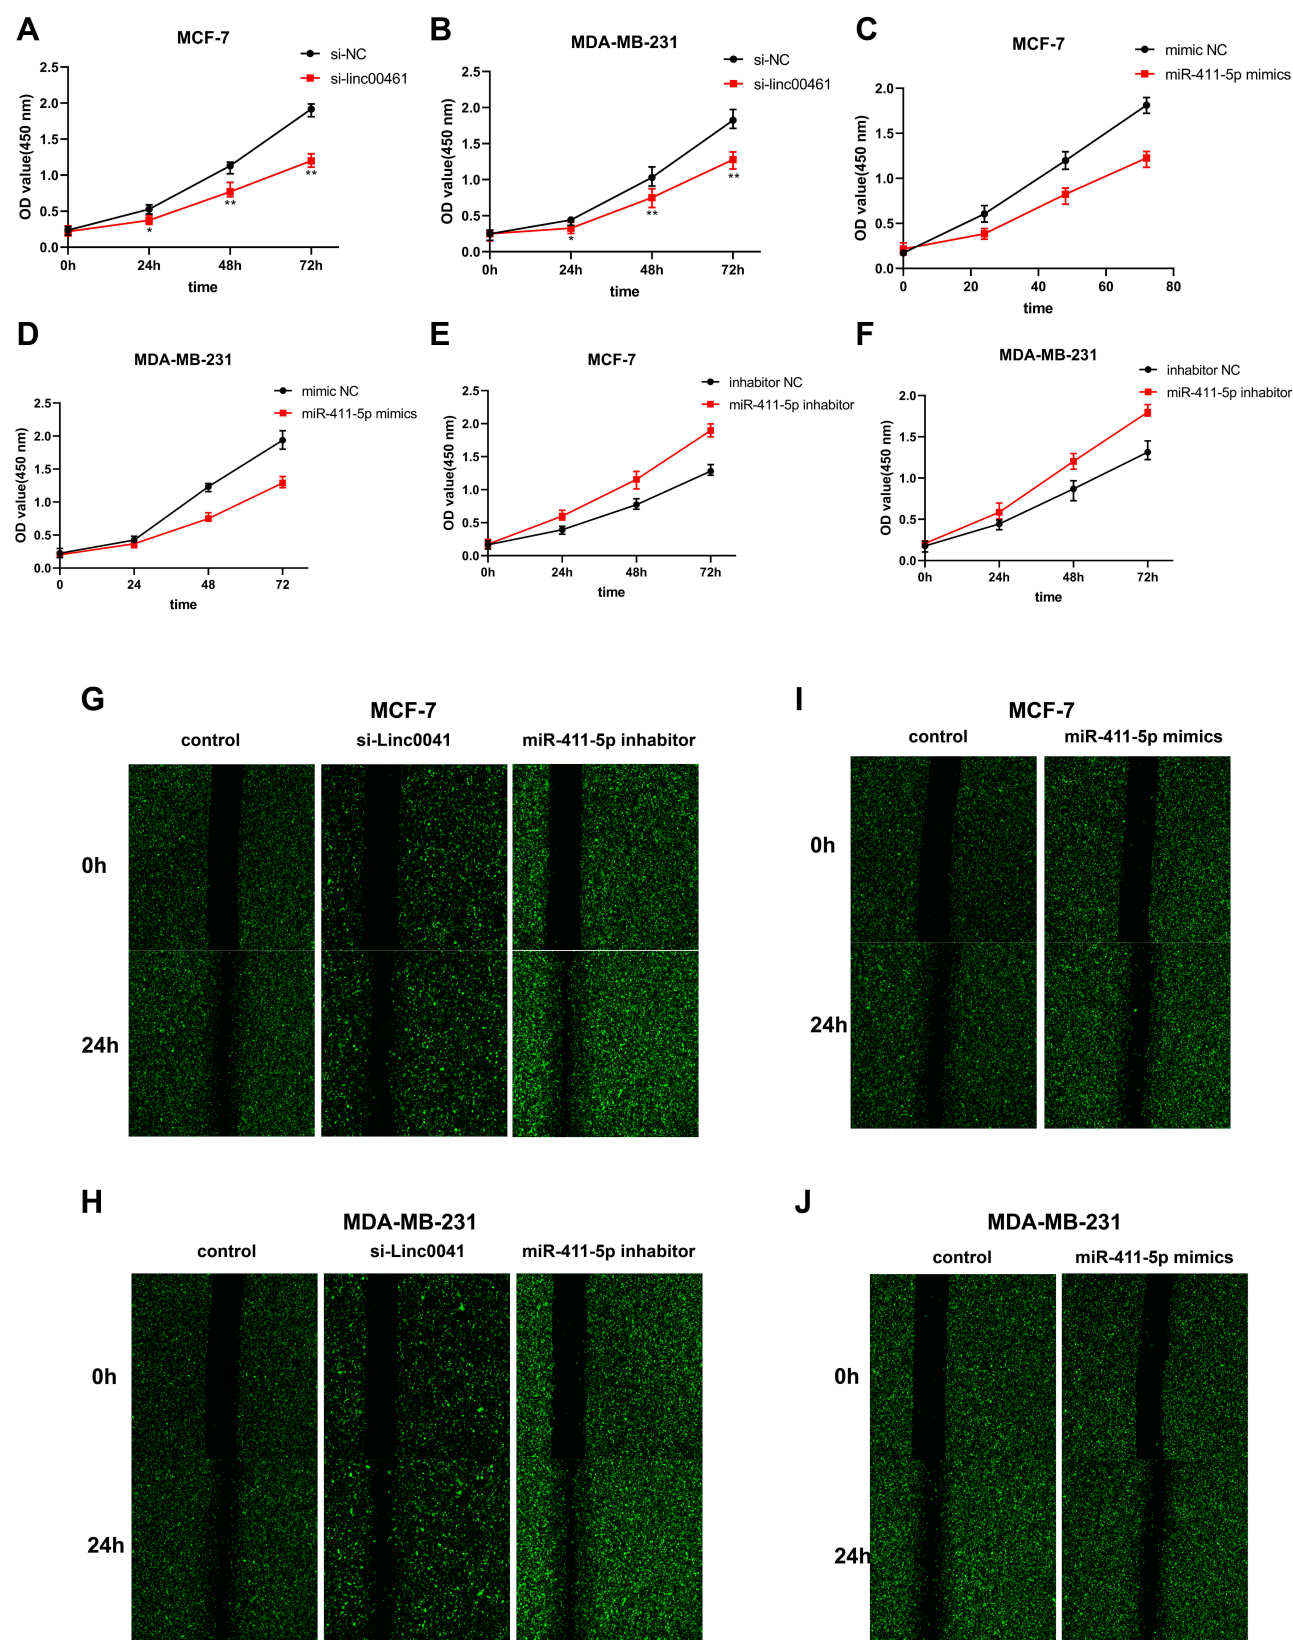 A
MCF-7
si-NC
si-linc00461
OD value(450 nm)
2.5
2.0
1.5
1.0
0.5
0.0
*
**
**
0h 24h 48h 72h
time
B
MDA-MB-231
si-NC
si-linc00461
OD value(450 nm)
2.5
2.0
1.5
1.0
0.5
0.0
*
**
**
0h 24h 48h 72h
time
C
MCF-7
mimic NC
miR-411-5p mimics
OD value(450 nm)
2.0
1.5
1.0
0.5
0.0
0 20 40 60 80
time
D
MDA-MB-231
mimic NC
miR-411-5p mimics
OD value(450 nm)
2.5
2.0
1.5
1.0
0.5
0.0
0 24 48 72
time
E
MCF-7
inhabitor NC
miR-411-5p inhabitor
OD value(450 nm)
2.5
2.0
1.5
1.0
0.5
0.0
0h 24h 48h 72h
time
F
MDA-MB-231
inhabitor NC
miR-411-5p inhabitor
OD value(450 nm)
2.0
1.5
1.0
0.5
0.0
0h 24h 48h 72h
time
G
MCF-7
control si-Linc0041 miR-411-5p inhabitor
0h
24h
I
MCF-7
control miR-411-5p mimics
0h
24h
H
MDA-MB-231
control si-Linc0041 miR-411-5p inhabitor
0h
24h
J
MDA-MB-231
control miR-411-5p mimics
0h
24h